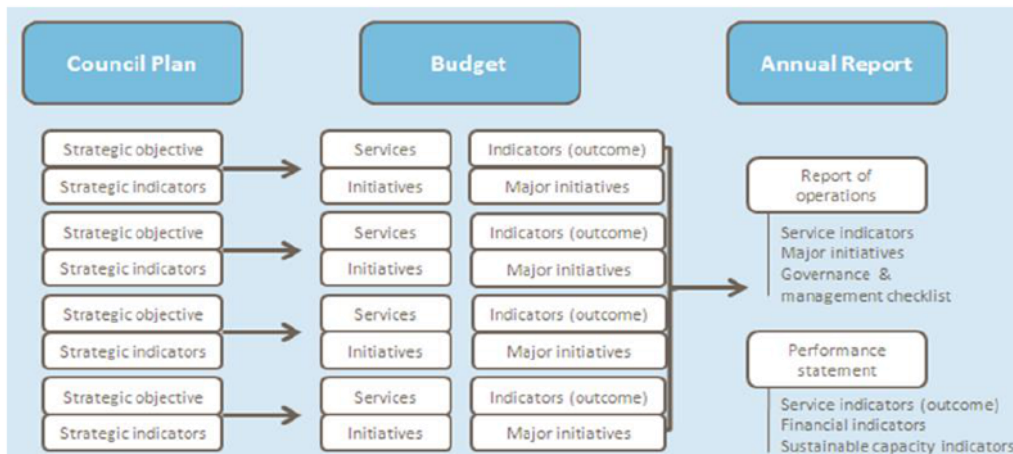 Council Plan
Budget
Annual Report
Strategic objective
Strategic indicators
Services
Initiatives
Indicators (outcome)
Major initiatives
Strategic objective
Strategic indicators
Services
Initiatives
Indicators (outcome)
Major initiatives
Strategic objective
Strategic indicators
Services
Initiatives
Indicators (outcome)
Major initiatives
Strategic objective
Strategic indicators
Services
Initiatives
Indicators (outcome)
Major initiatives
Report of
operations
Service indicators
Major initiatives
Governance &
management checklist
Performance
statement
Service indicators (outcome)
Financial indicators
Sustainable capacity indicators